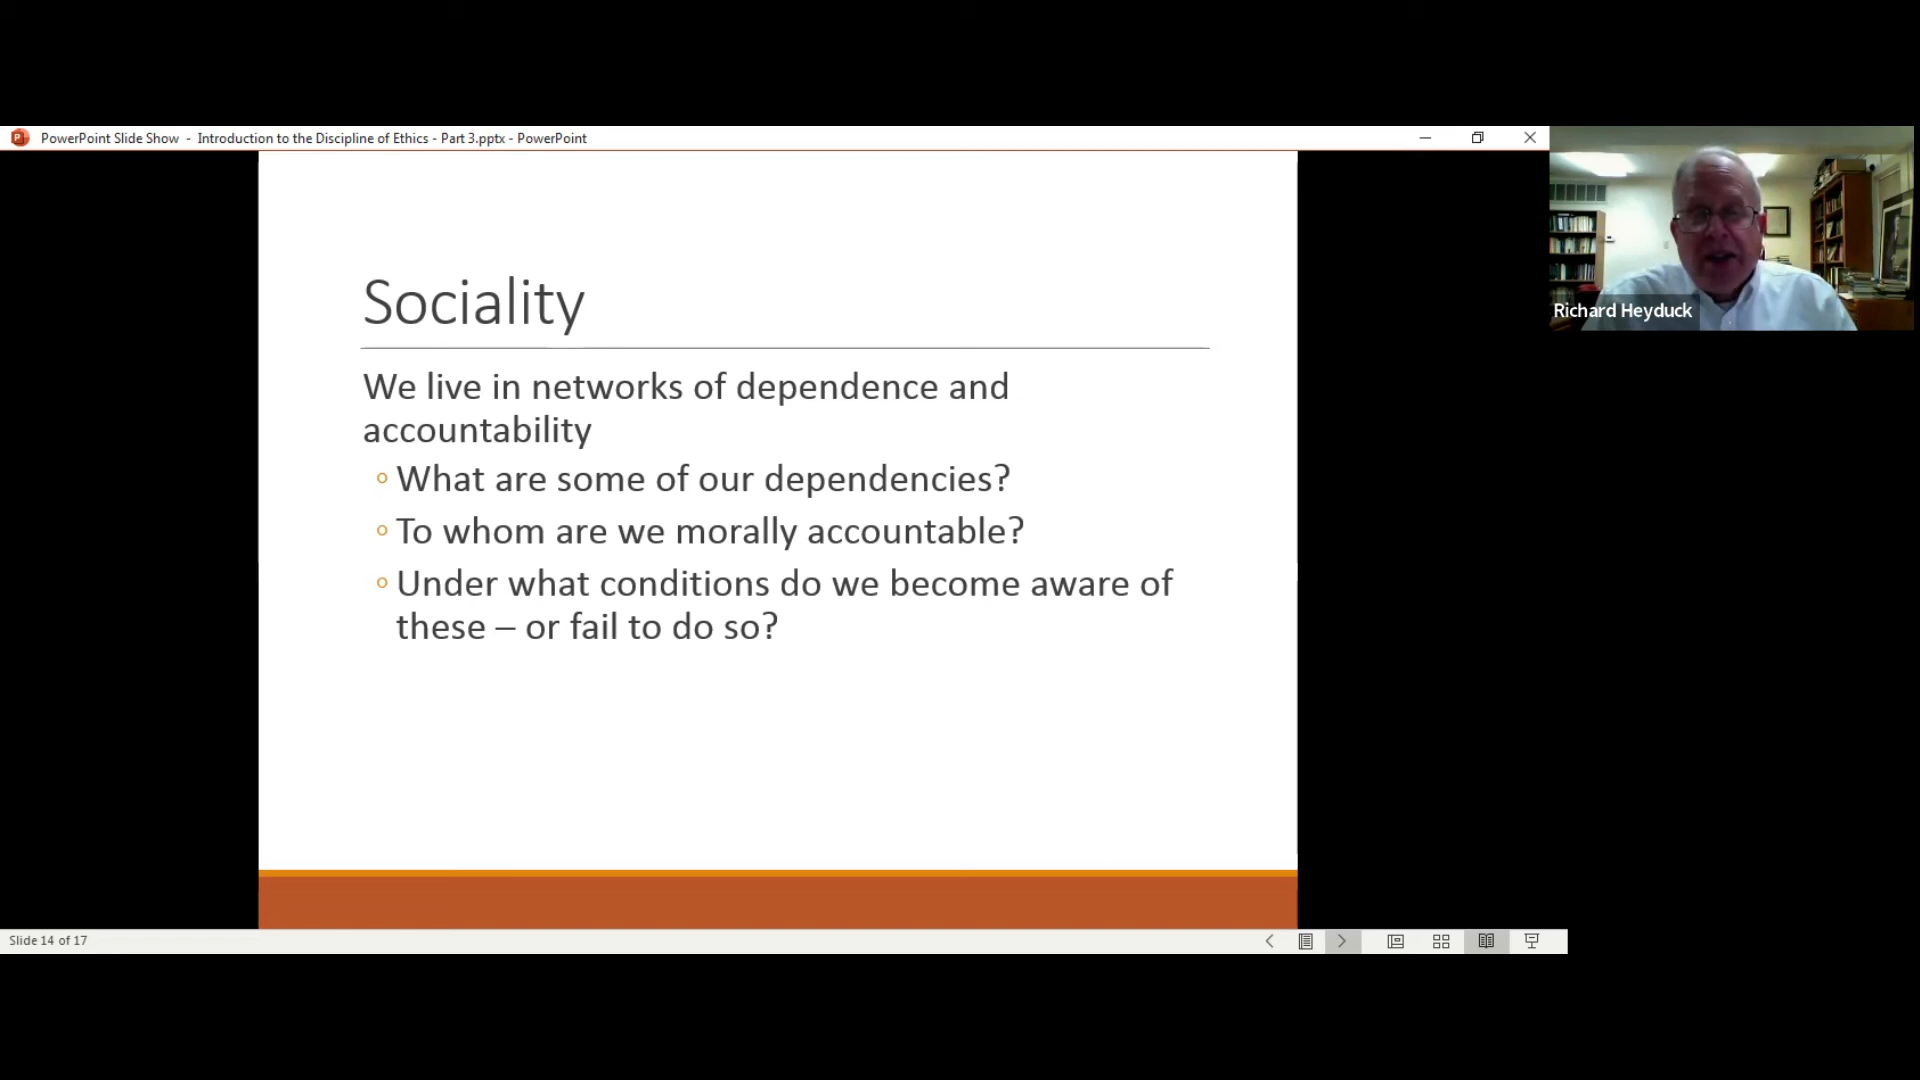 PowerPoint Slide Show - Introduction to the Discipline of Ethics - Part 3.pptx - PowerPoint
Richard Heyduck
Sociality
We live in networks of dependence and
accountability
What are some of our dependencies?
To whom are we morally accountable?
Under what conditions do we become aware of
these – or fail to do so?
Slide 14 of 17